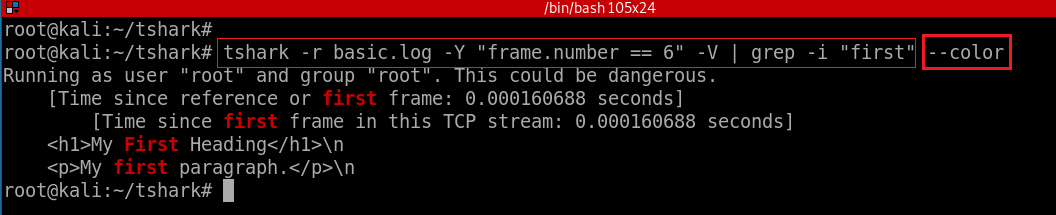 /bin/bash 105x24
root@kali:~/tshark#
root@kali:~/tshark# tshark -r basic.log -Y "frame.number == 6" -V | grep -i "first" --color
Running as user "root" and group "root". This could be dangerous.
    [Time since reference or first frame: 0.000160688 seconds]
        [Time since first frame in this TCP stream: 0.000160688 seconds]
    <h1>My First Heading</h1>\n
    <p>My first paragraph.</p>\n
root@kali:~/tshark#